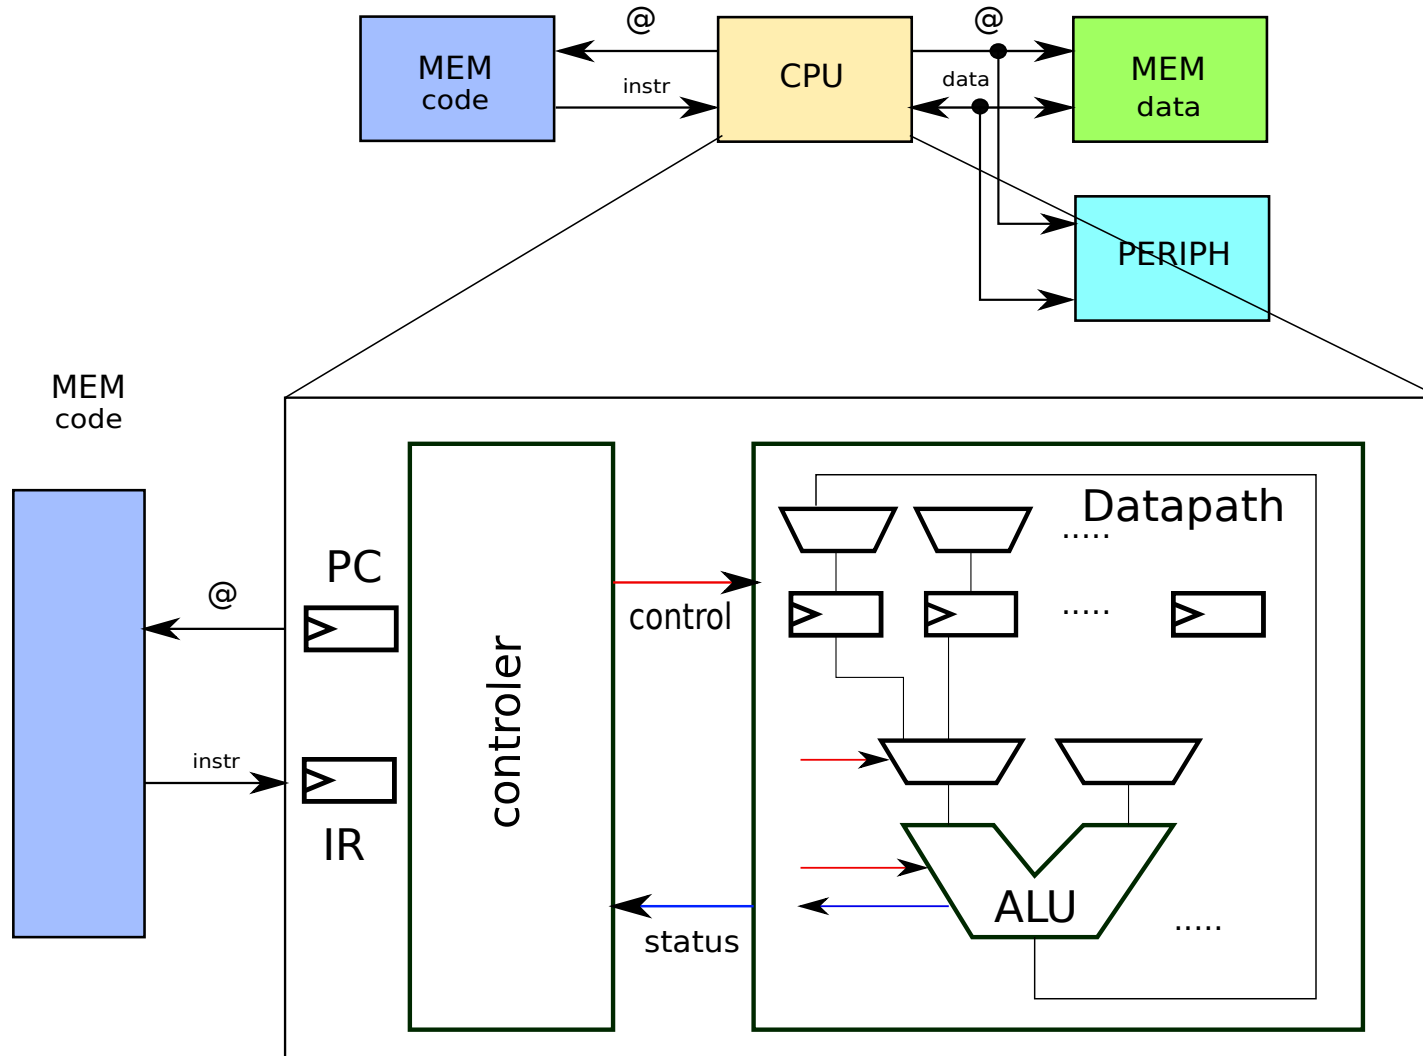 @
@
MEM
code
instr
CPU
data
MEM
data
PERIPH
MEM
code
@
instr
PC
IR
controler
control
status
Datapath
.....
.....
ALU
.....